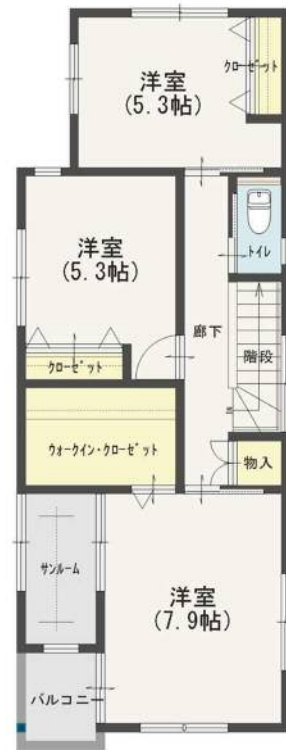 クローゼット
洋室
(5.3帖)
洋室
(5.3帖)
トイレ
廊下
階段
クローゼット
ウォークイン・クローゼット
物入
サンルーム
洋室
(7.9帖)
バルコニー